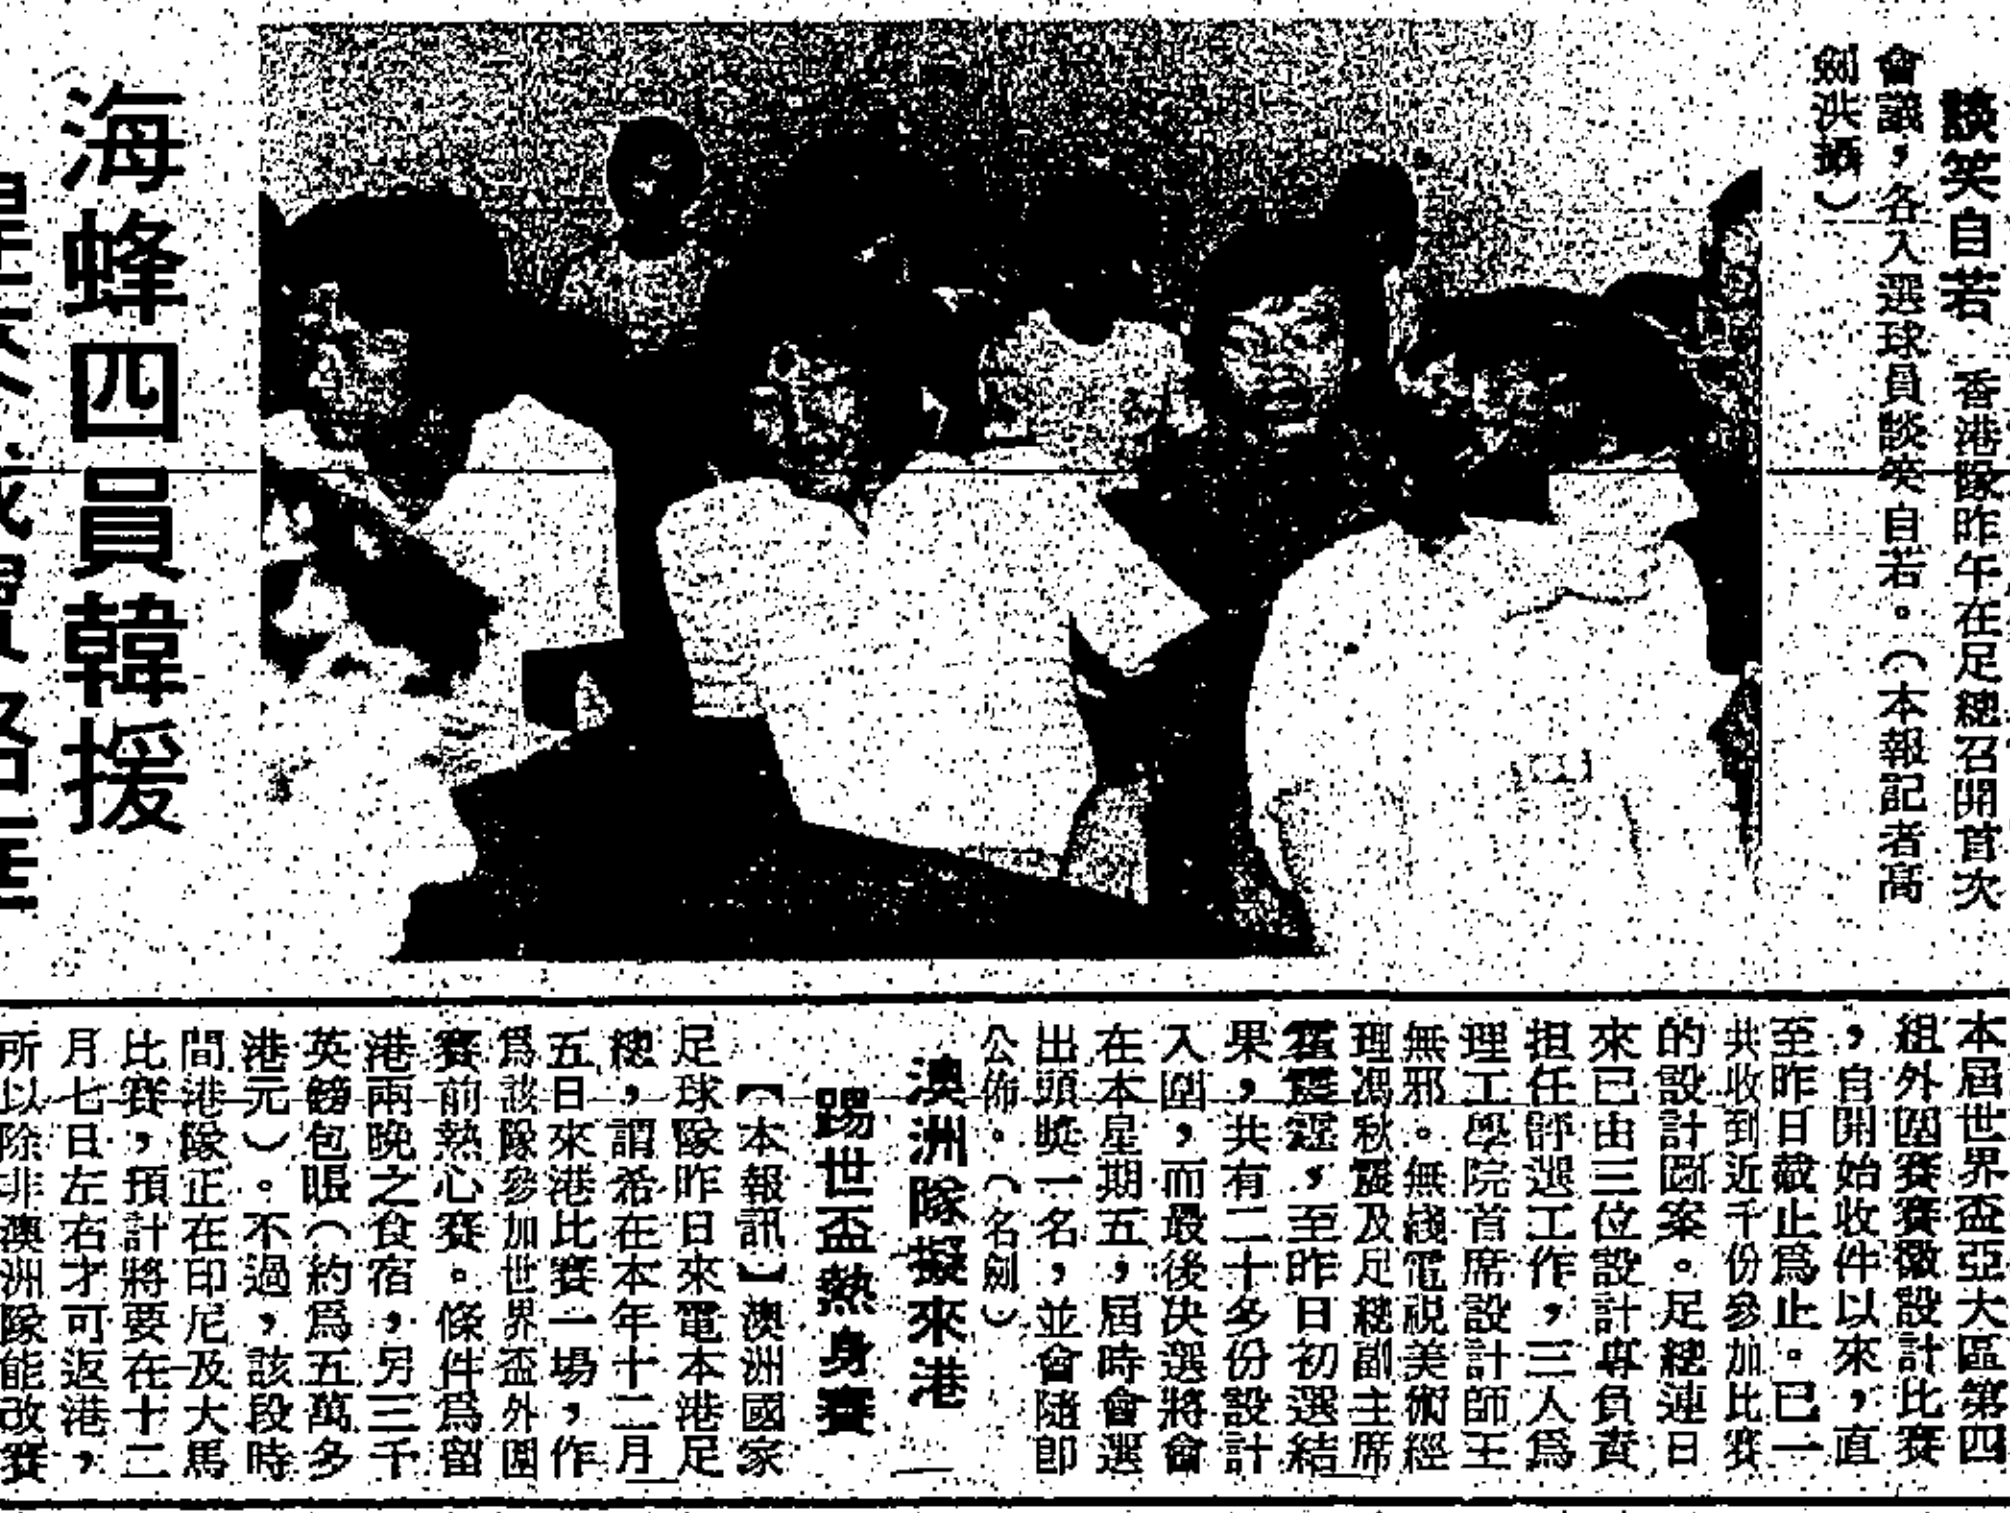 談笑自若　香港隊昨午在足總召開首次
會議，各入選球員談笑自若。（本報記者高
劍洪攝）
海蜂四員韓援
本屆世界盃亞大區第四
組外圍賽賽徽設計比賽
，自開始收件以來，直
至昨日截止為止。已一
共收到近千份參加比賽
的設計圖案。足總連日
來已由三位設計專負責
担任評選工作，三人為
理工學院首席設計師王
無邪。無綫電視美術經
理馮秋霞及足總副主席
霍震霆，至昨日初選結
果，共有二十多份設計
入圍，而最後决選將會
在本星期五，屆時會選
出頭獎一名，並會隨即
公佈。（名劍）
澳洲隊擬來港
踢世盃熱身賽
【本報訊】澳洲國家
足球隊昨日來電本港足
總，謂希在本年十二月
五日來港比賽一場，作
為該隊參加世界盃外圍
賽前熱心賽。條件為留
港兩晚之食宿，另三千
英鎊包賬（約為五萬多
港元）。不過，該段時
間港隊正在印尼及大馬
比賽，預計將要在十二
月七日左右才可返港，
所以除非澳洲隊能改賽